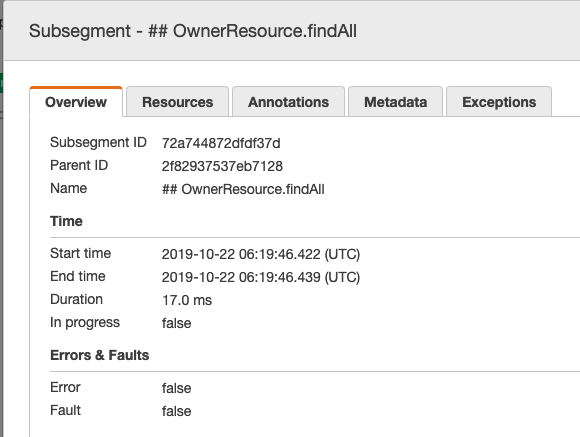 Subsegment - ## OwnerResource.findAll
Overview Resources Annotations Metadata Exceptions
Subsegment ID 72a744872dfdf37d
Parent ID 2f82937537eb7128
Name ## OwnerResource.findAll
Time
Start time 2019-10-22 06:19:46.422 (UTC)
End time 2019-10-22 06:19:46.439 (UTC)
Duration 17.0 ms
In progress false
Errors & Faults
Error false
Fault false